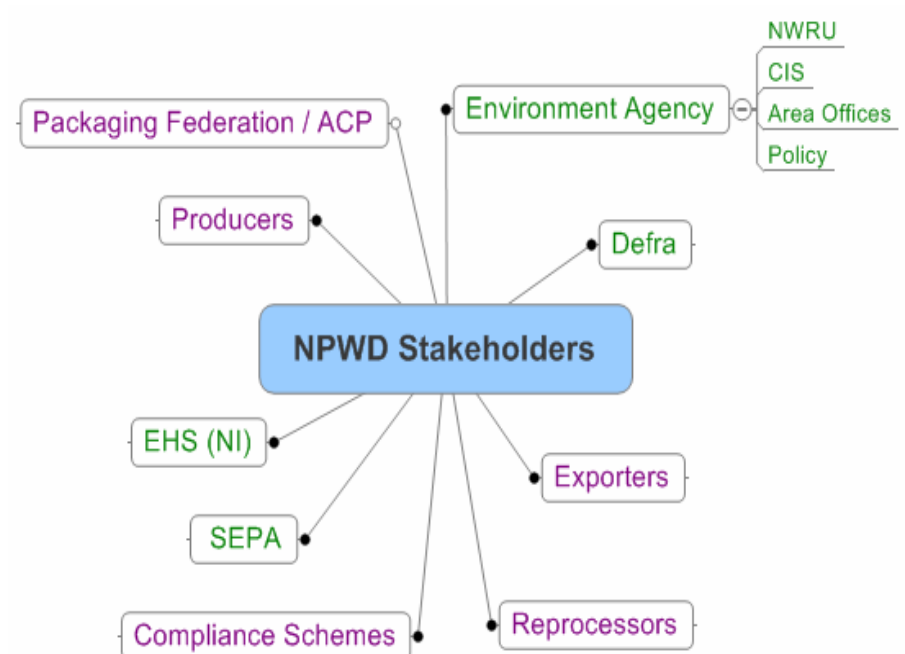 NWRU
CIS
Environment Agency
Area Offices
Packaging Federation / ACP
Policy
Producers
Defra
NPWD Stakeholders
EHS (NI)
Exporters
SEPA
Reprocessors
Compliance Schemes